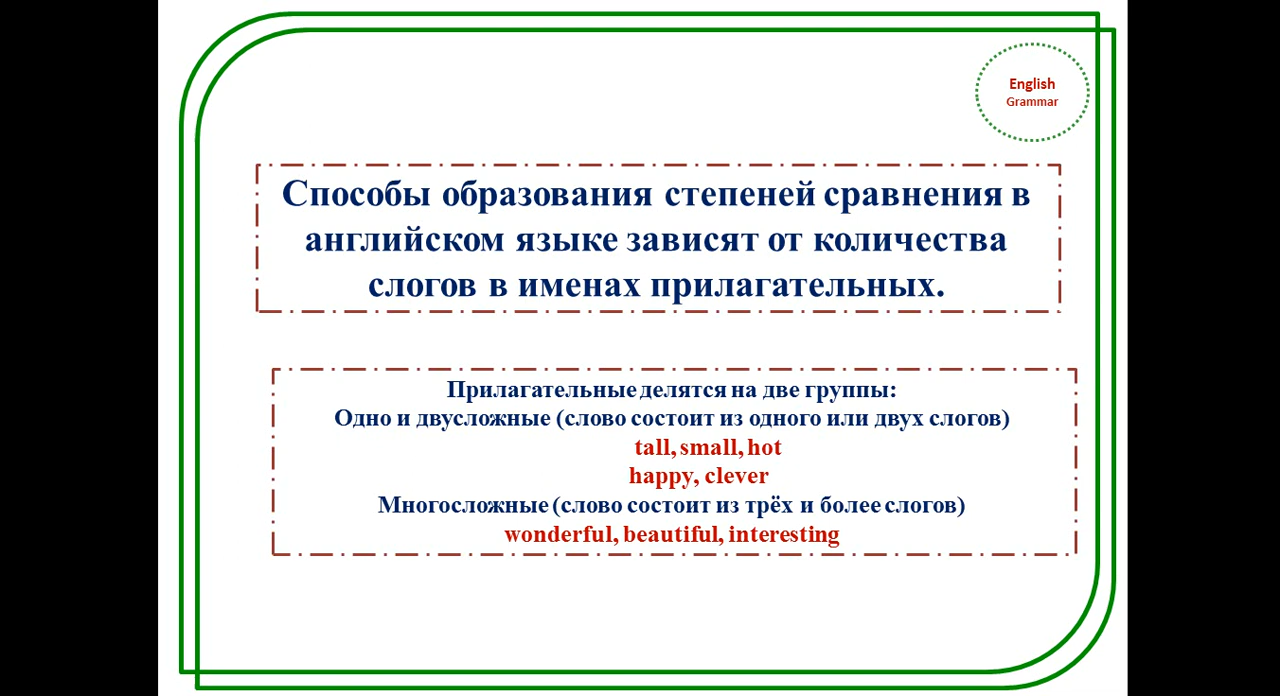 English
Grammar
Способы образования степеней сравнения в
английском языке зависят от количества
слогов в именах прилагательных.
Прилагательные делятся на две группы:
Одно и двусложные (слово состоит из одного или двух слогов)
tall, small, hot
happy, clever
Многосложные (слово состоит из трёх и более слогов)
wonderful, beautiful, interesting